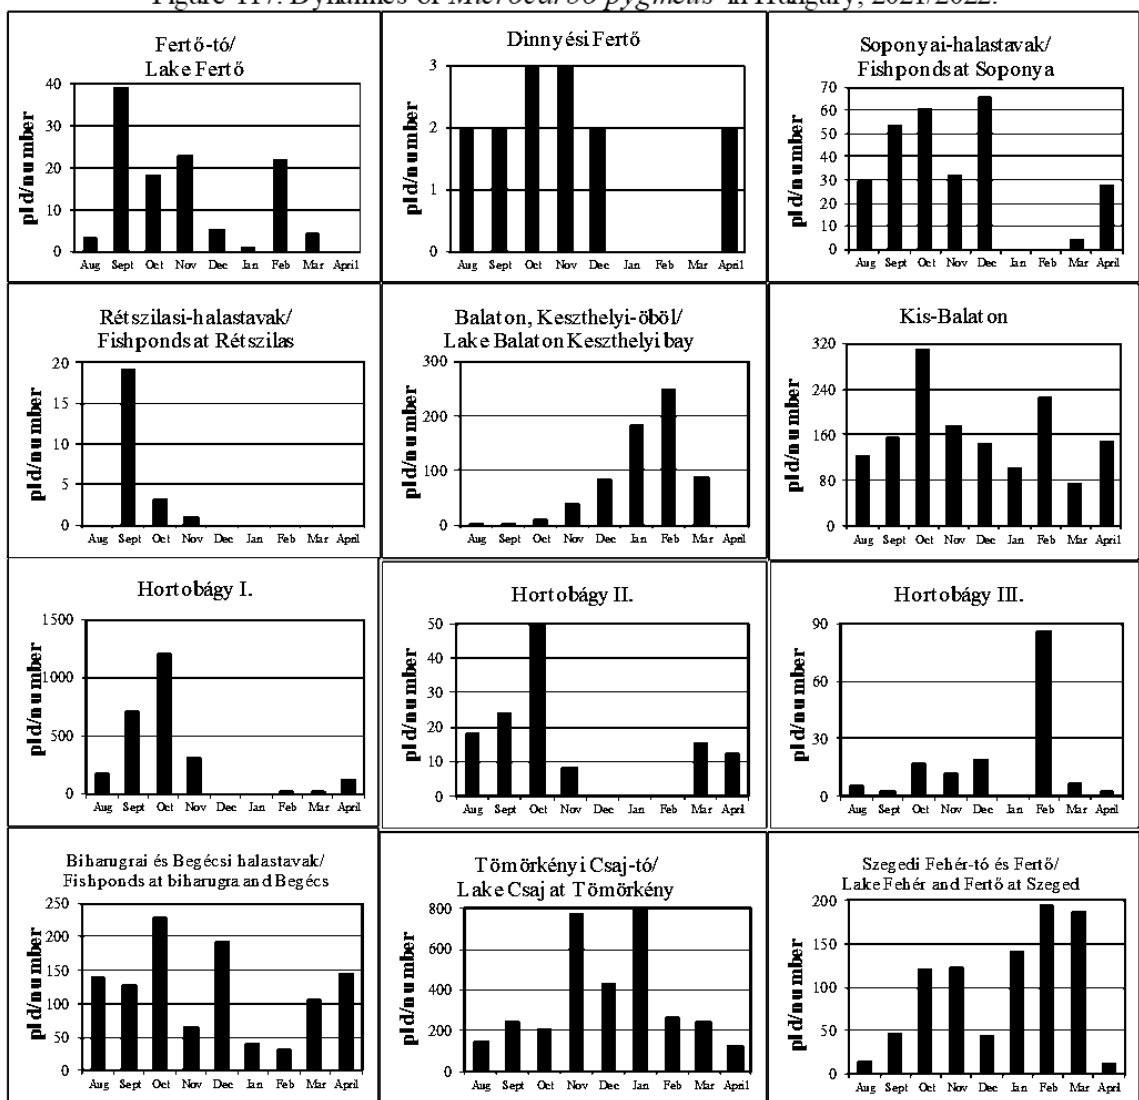 Figure 117. Dynamics of Microcarbo pygmeus in Hungary, 2021/2022.
Fertő-tó/
Lake Fertő
pld/number
40
30
20
10
0
Aug Sept Oct Nov Dec Jan Feb Mar April
Dinnyési Fertő
pld/number
3
2
1
0
Aug Sept Oct Nov Dec Jan Feb Mar April
Soponyai-halastavak/
Fishponds at Soponya
pld/number
70
60
50
40
30
20
10
0
Aug Sept Oct Nov Dec Jan Feb Mar April
Rétszilasi-halastavak/
Fishponds at Rétszilas
pld/number
20
15
10
5
0
Aug Sept Oct Nov Dec Jan Feb Mar April
Balaton, Keszthelyi-öböl/
Lake Balaton Keszthelyi bay
pld/number
300
200
100
0
Aug Sept Oct Nov Dec Jan Feb Mar April
Kis-Balaton
pld/number
320
240
160
80
0
Aug Sept Oct Nov Dec Jan Feb Mar April
Hortobágy I.
pld/number
1500
1000
500
0
Aug Sept Oct Nov Dec Jan Feb Mar April
Hortobágy II.
pld/number
50
40
30
20
10
0
Aug Sept Oct Nov Dec Jan Feb Mar April
Hortobágy III.
pld/number
90
60
30
0
Aug Sept Oct Nov Dec Jan Feb Mar April
Biharugrai és Begécsi halastavak/
Fishponds at biharugra and Begécs
pld/number
250
200
150
100
50
0
Aug Sept Oct Nov Dec Jan Feb Mar April
Tömörkényi Csaj-tó/
Lake Csaj at Tömörkény
pld/number
800
600
400
200
0
Aug Sept Oct Nov Dec Jan Feb Mar April
Szegedi Fehér-tó és Fertő/
Lake Fehér and Fertő at Szeged
pld/number
200
150
100
50
0
Aug Sept Oct Nov Dec Jan Feb Mar April